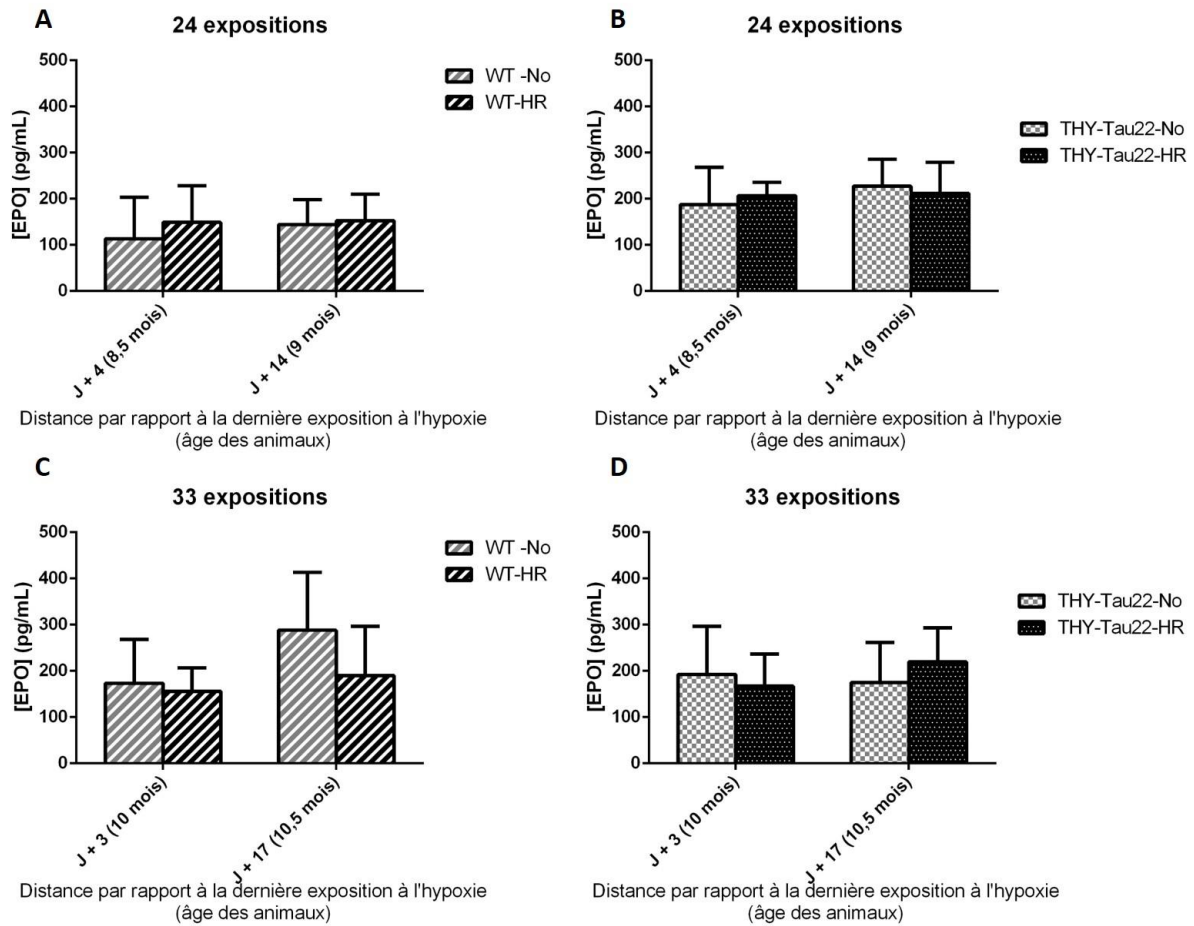 A
24 expositions
[EPO] (pg/mL)
500
400
300
200
100
0
WT -No
WT-HR
J + 4 (8,5 mois)
J + 14 (9 mois)
Distance par rapport à la dernière exposition à l'hypoxie
(âge des animaux)
B
24 expositions
[EPO] (pg/mL)
500
400
300
200
100
0
THY-Tau22-No
THY-Tau22-HR
J + 4 (8,5 mois)
J + 14 (9 mois)
Distance par rapport à la dernière exposition à l'hypoxie
(âge des animaux)
C
33 expositions
[EPO] (pg/mL)
500
400
300
200
100
0
WT -No
WT-HR
J + 3 (10 mois)
J + 17 (10,5 mois)
Distance par rapport à la dernière exposition à l'hypoxie
(âge des animaux)
D
33 expositions
[EPO] (pg/mL)
500
400
300
200
100
0
THY-Tau22-No
THY-Tau22-HR
J + 3 (10 mois)
J + 17 (10,5 mois)
Distance par rapport à la dernière exposition à l'hypoxie
(âge des animaux)